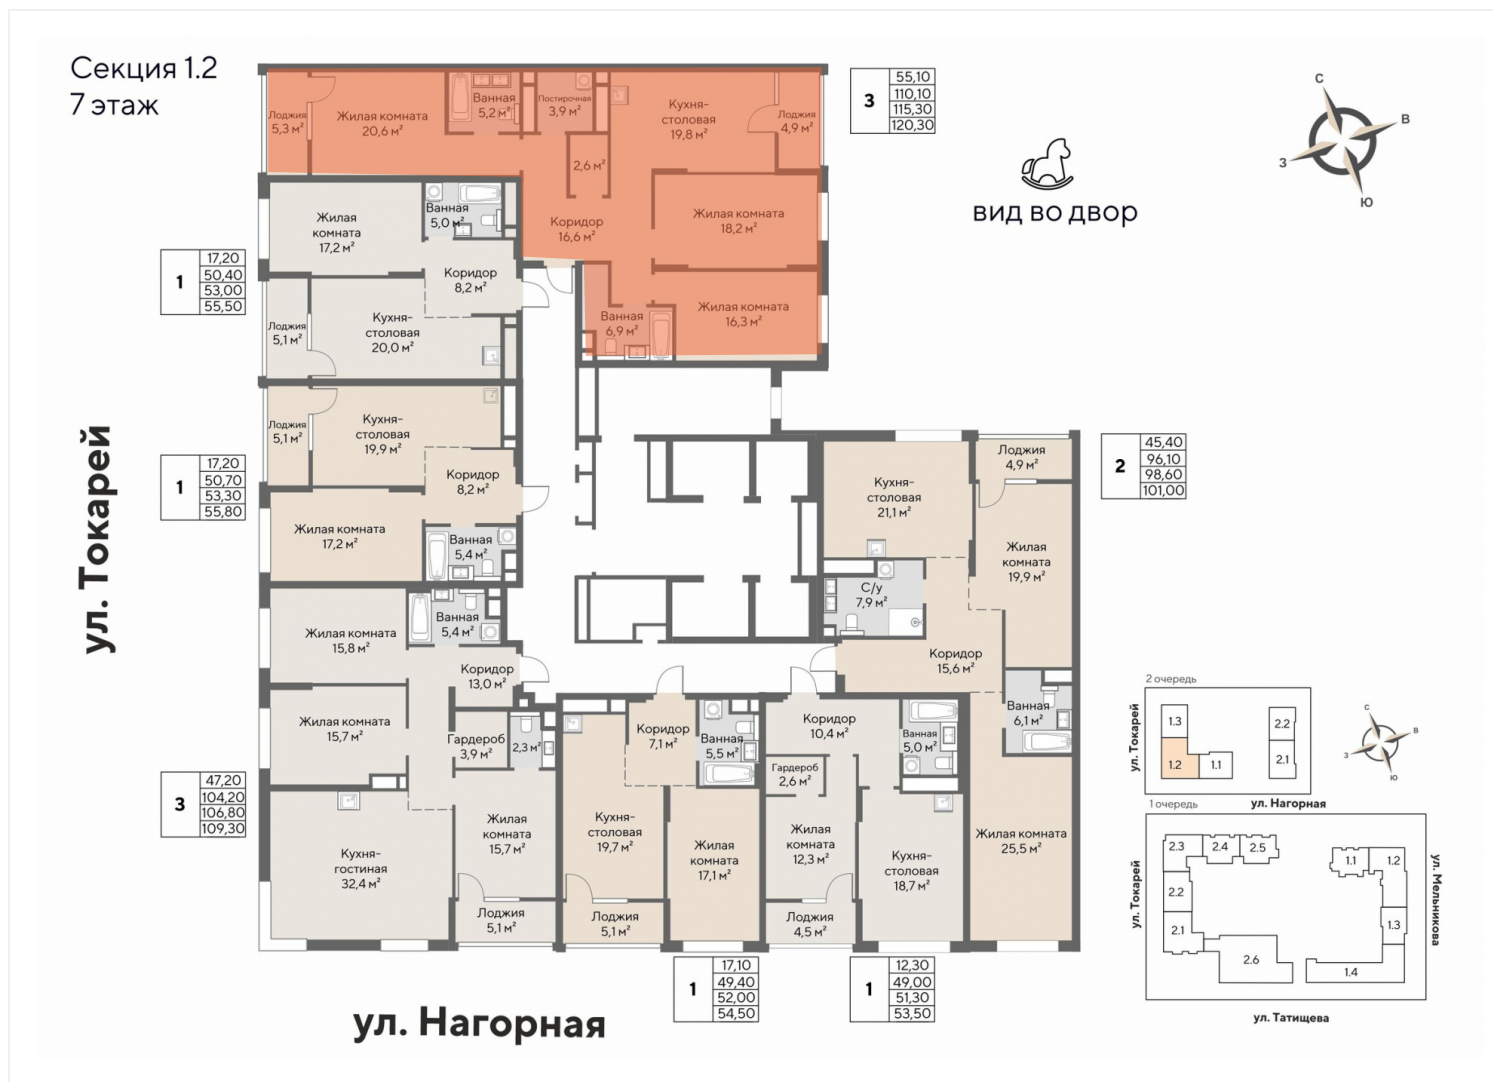 Секция 1.2
7 этаж
Лоджия
5,3 м²
Жилая комната
20,6 м²
Ванная
5,2 м²
Постирочная
3,9 м²
2,6 м²
Кухня-
столовая
19,8 м²
Лоджия
4,9 м²
Коридор
16,6 м²
Жилая комната
18,2 м²
Жилая комната
16,3 м²
Ванная
6,9 м²
3
55,10
110,10
115,30
120,30
вид во двор
С
В
З
Ю
Жилая
комната
17,2 м²
Ванная
5,0 м²
Коридор
8,2 м²
Кухня-
столовая
20,0 м²
Лоджия
5,1 м²
1
17,20
50,40
53,00
55,50
Лоджия
5,1 м²
Кухня-
столовая
19,9 м²
Коридор
8,2 м²
Жилая комната
17,2 м²
Ванная
5,4 м²
1
17,20
50,70
53,30
55,80
ул. Токарей
Жилая комната
15,8 м²
Ванная
5,4 м²
Коридор
13,0 м²
Жилая комната
15,7 м²
Гардероб
3,9 м²
2,3 м²
Кухня-
гостиная
32,4 м²
Жилая
комната
15,7 м²
Лоджия
5,1 м²
3
47,20
104,20
106,80
109,30
Коридор
7,1 м²
Ванная
5,5 м²
Кухня-
столовая
19,7 м²
Жилая
комната
17,1 м²
Лоджия
5,1 м²
1
17,10
49,40
52,00
54,50
Коридор
10,4 м²
Ванная
5,0 м²
Гардероб
2,6 м²
Жилая
комната
12,3 м²
Кухня-
столовая
18,7 м²
Лоджия
4,5 м²
1
12,30
49,00
51,30
53,50
Кухня-
столовая
21,1 м²
Лоджия
4,9 м²
Жилая
комната
19,9 м²
С/у
7,9 м²
Коридор
15,6 м²
Ванная
6,1 м²
Жилая комната
25,5 м²
2
45,40
96,10
98,60
101,00
ул. Нагорная
2 очередь
ул. Токарей
1.3
1.2
1.1
2.2
2.1
ул. Нагорная
С
В
З
Ю
1 очередь
ул. Токарей
2.3
2.4
2.5
2.2
2.1
2.6
1.1
1.2
1.3
1.4
ул. Мельникова
ул. Татищева